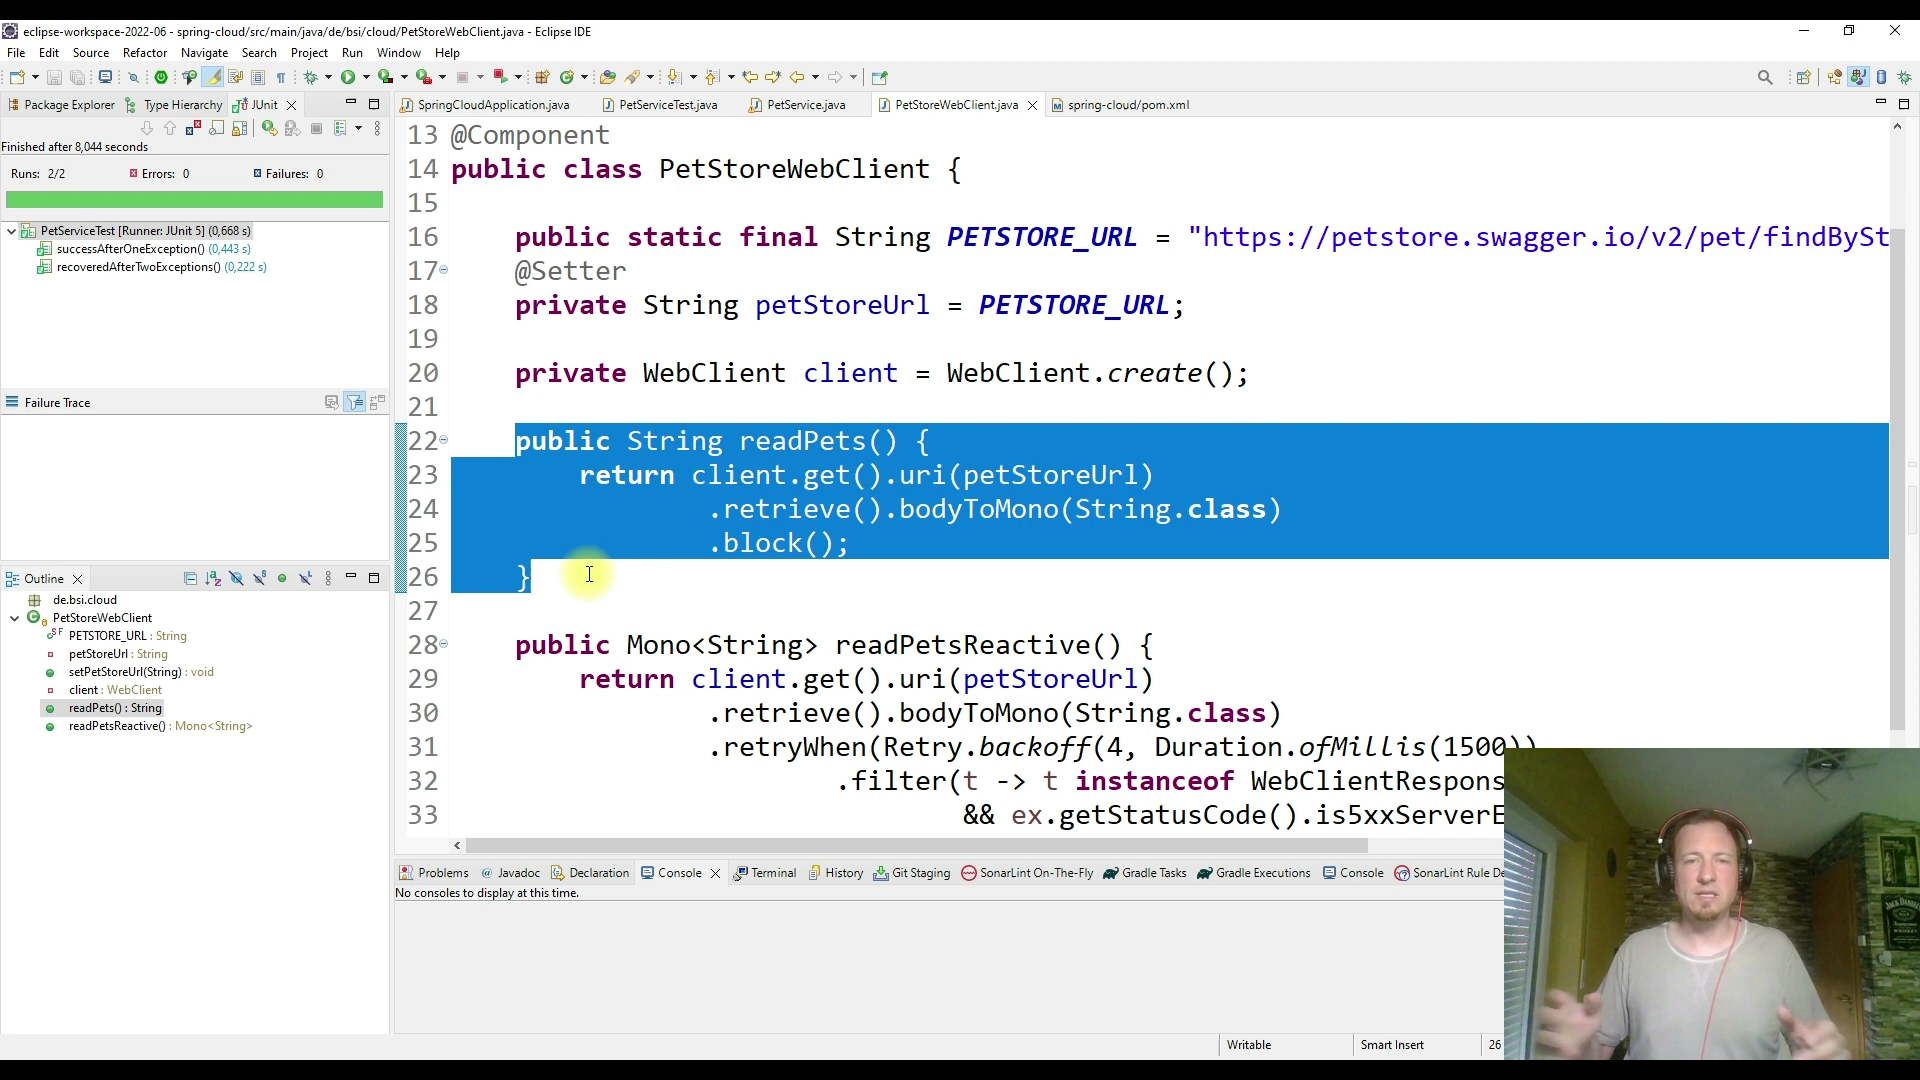 eclipse-workspace-2022-06 - spring-cloud/src/main/java/de/bsi/cloud/PetStoreWebClient.java - Eclipse IDE
File Edit Source Refactor Navigate Search Project Run Window Help
Package Explorer Type Hierarchy JUnit
Finished after 8,044 seconds
Runs: 2/2 Errors: 0 Failures: 0
PetServiceTest [Runner: JUnit 5] (0,668 s)
successAfterOneException() (0,443 s)
recoveredAfterTwoExceptions() (0,222 s)
Failure Trace
Outline
de.bsi.cloud
PetStoreWebClient
PETSTORE_URL : String
petStoreUrl : String
setPetStoreUrl(String) : void
client : WebClient
readPets() : String
readPetsReactive() : Mono<String>
SpringCloudApplication.java PetServiceTest.java PetService.java PetStoreWebClient.java spring-cloud/pom.xml
13 @Component
14 public class PetStoreWebClient {
15
16 public static final String PETSTORE_URL = "https://petstore.swagger.io/v2/pet/findBySt
17 @Setter
18 private String petStoreUrl = PETSTORE_URL;
19
20 private WebClient client = WebClient.create();
21
22 public String readPets() {
23 return client.get().uri(petStoreUrl)
24 .retrieve().bodyToMono(String.class)
25 .block();
26 }
27
28 public Mono<String> readPetsReactive() {
29 return client.get().uri(petStoreUrl)
30 .retrieve().bodyToMono(String.class)
31 .retryWhen(Retry.backoff(4, Duration.ofMillis(1500))
32 .filter(t -> t instanceof WebClientRespons
33 && ex.getStatusCode().is5xxServerE
Problems Javadoc Declaration Console Terminal History Git Staging SonarLint On-The-Fly Gradle Tasks Gradle Executions Console SonarLint Rule De
No consoles to display at this time.
Writable Smart Insert 26
JACK DANIEL'S